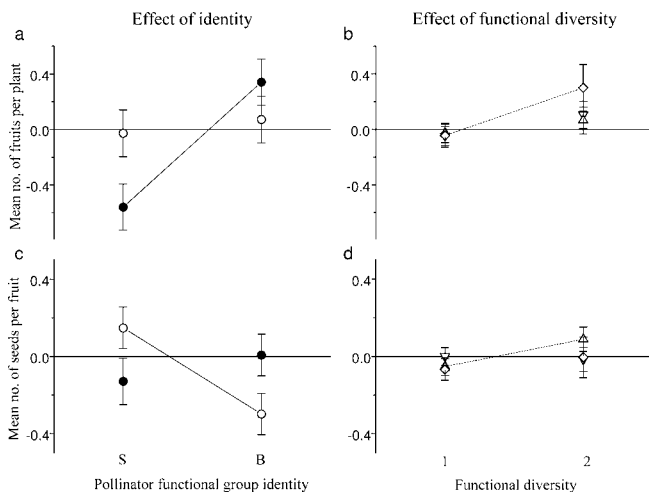 Effect of identity
Effect of functional diversity
a
b
Mean no. of fruits per plant
0.4
0.0
-0.4
0.4
0.0
-0.4
c
d
Mean no. of seeds per fruit
0.4
0.0
-0.4
0.4
0.0
-0.4
S B
1 2
Pollinator functional group identity
Functional diversity